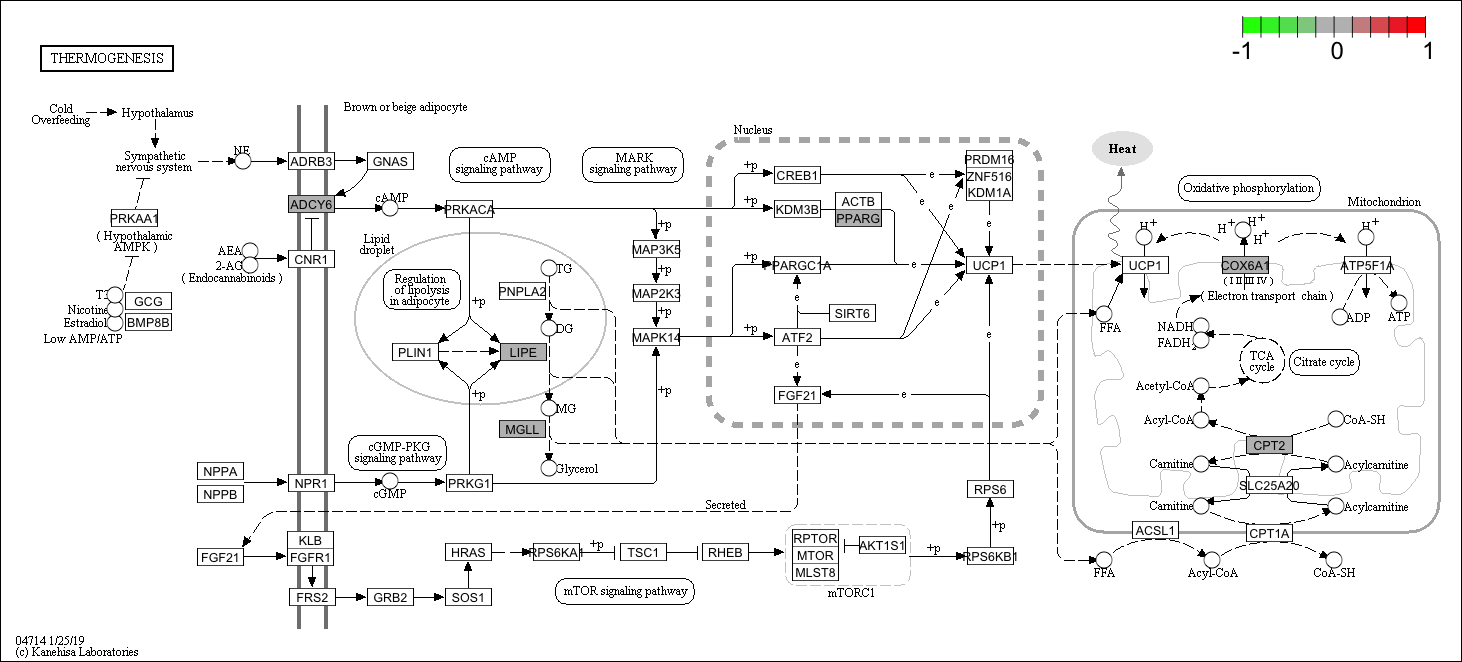 -1
0
1
THERMOGENESIS
Brown or beige adipocyte
Cold
Overfeeding
Hypothalamus
Sympathetic
nervous system
NE
ADRB3
GNAS
ADCY6
cAMP
PRKACA
cAMP
signaling pathway
MARK
signaling pathway
PRKAA1
( Hypothalamic
AMPK )
AEA
2-AG
( Endocannabinoids )
CNR1
T3
Nicotine
Estradiol
Low AMP/ATP
GCG
BMP8B
Lipid
droplet
Regulation
of lipolysis
in adipocyte
+p
PLIN1
LIPE
+p
TG
PNPLA2
DG
MG
MGLL
Glycerol
+p
MAP3K5
+p
MAP2K3
+p
MAPK14
+p
Nucleus
+p
CREB1
e
PRDM16
ZNF516
KDM1A
+p
KDM3B
ACTB
PPARG
e
e
e
+p
PPARGC1A
e
UCP1
e
SIRT6
e
+p
ATF2
e
e
e
e
FGF21
e
Heat
Oxidative phosphorylation
Mitochondrion
H+
H+
H+
H+
H+
UCP1
COX6A1
( I II III IV )
( Electron transport chain )
ATP5F1A
FFA
ADP
ATP
NADH
FADH2
TCA
cycle
Citrate cycle
Acetyl-CoA
Acyl-CoA
CoA-SH
CPT2
Carnitine
Acylcarnitine
SLC25A20
Carnitine
Acylcarnitine
ACSL1
CPT1A
FFA
Acyl-CoA
CoA-SH
cGMP-PKG
signaling pathway
NPPA
NPPB
NPR1
cGMP
PRKG1
Secreted
RPS6
+p
FGF21
KLB
FGFR1
FRS2
GRB2
SOS1
HRAS
RPS6KA1
+p
TSC1
RHEB
RPTOR
MTOR
MLST8
AKT1S1
mTORC1
+p
RPS6KB1
mTOR signaling pathway
04714 1/25/19
(c) Kanehisa Laboratories